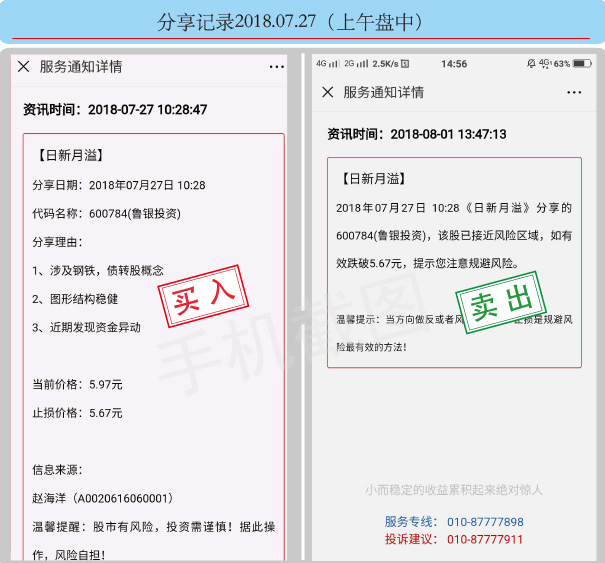 分享记录2018.07.27（上午盘中）
服务通知详情
资讯时间：2018-07-27 10:28:47
【日新月溢】
分享日期：2018年07月27日 10:28
代码名称：600784(鲁银投资)
分享理由：
1、涉及钢铁，债转股概念
2、图形结构稳健
3、近期发现资金异动
买入
当前价格：5.97元
止损价格：5.67元
信息来源：
赵海洋（A0020616060001）
温馨提醒：股市有风险，投资需谨慎！据此操
作，风险自担！
4G 2G 2.5K/s 14:56 4G 63%
服务通知详情
资讯时间：2018-08-01 13:47:13
【日新月溢】
2018年07月27日 10:28《日新月溢》分享的
600784(鲁银投资)，该股已接近风险区域，如有
效跌破5.67元，提示您注意规避风险。
卖出
温馨提示：当方向做反或者风 止损是规避风
险最有效的方法！
小而稳定的收益累积起来绝对惊人
服务专线： 010-87777898
投诉建议： 010-87777911
手机截图